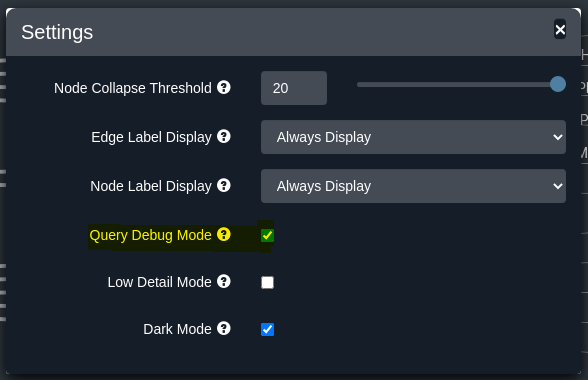 Settings
Node Collapse Threshold 20
Edge Label Display Always Display
Node Label Display Always Display
Query Debug Mode
Low Detail Mode
Dark Mode